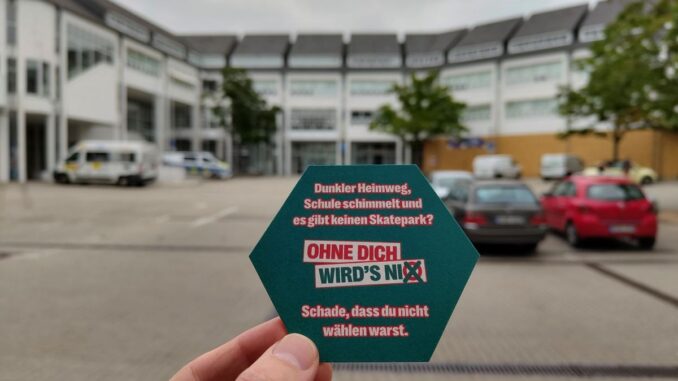 Dunkler Heimweg,
Schule schimmelt und
es gibt keinen Skatepark?
OHNE DICH
WIRD'S NIX
Schade, dass du nicht
wählen warst.